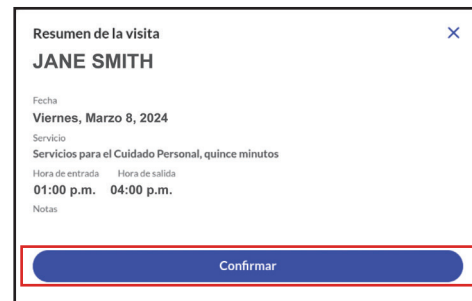 Resumen de la visita
JANE SMITH
Fecha
Viernes, Marzo 8, 2024
Servicio
Servicios para el Cuidado Personal, quince minutos
Hora de entrada Hora de salida
01:00 p.m. 04:00 p.m.
Notas
Confirmar